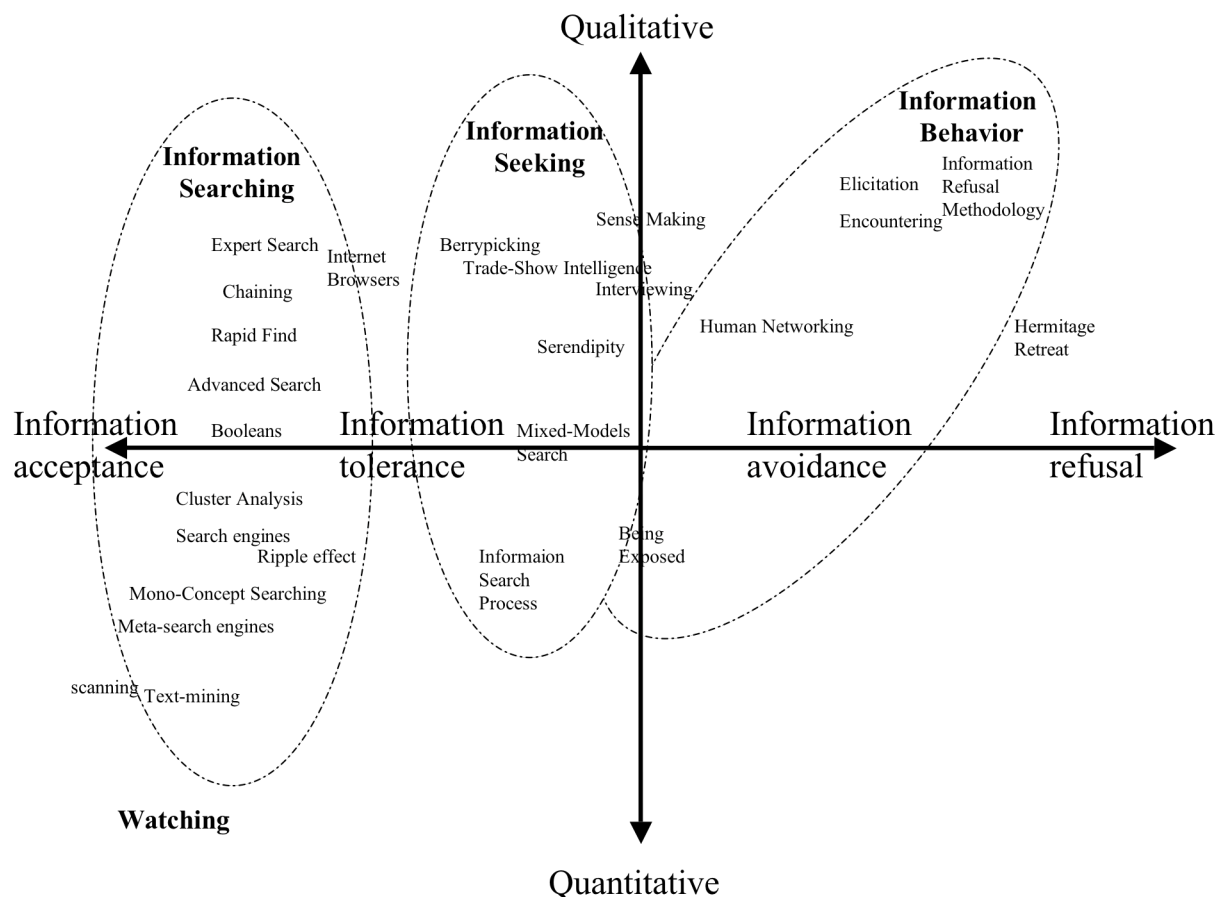 Qualitative
Information
Behavior
Information
Seeking
Information
Searching
Information
Refusal
Methodology
Elicitation
Encountering
Sense Making
Expert Search
Internet
Browsers
Berrypicking
Trade-Show Intelligence
Interviewing
Chaining
Rapid Find
Serendipity
Human Networking
Hermitage
Retreat
Advanced Search
Information
acceptance
Booleans
Information
tolerance
Mixed-Models
Search
Information
avoidance
Information
refusal
Cluster Analysis
Search engines
Ripple effect
Informaion
Search
Process
Being
Exposed
Mono-Concept Searching
Meta-search engines
scanning
Text-mining
Watching
Quantitative